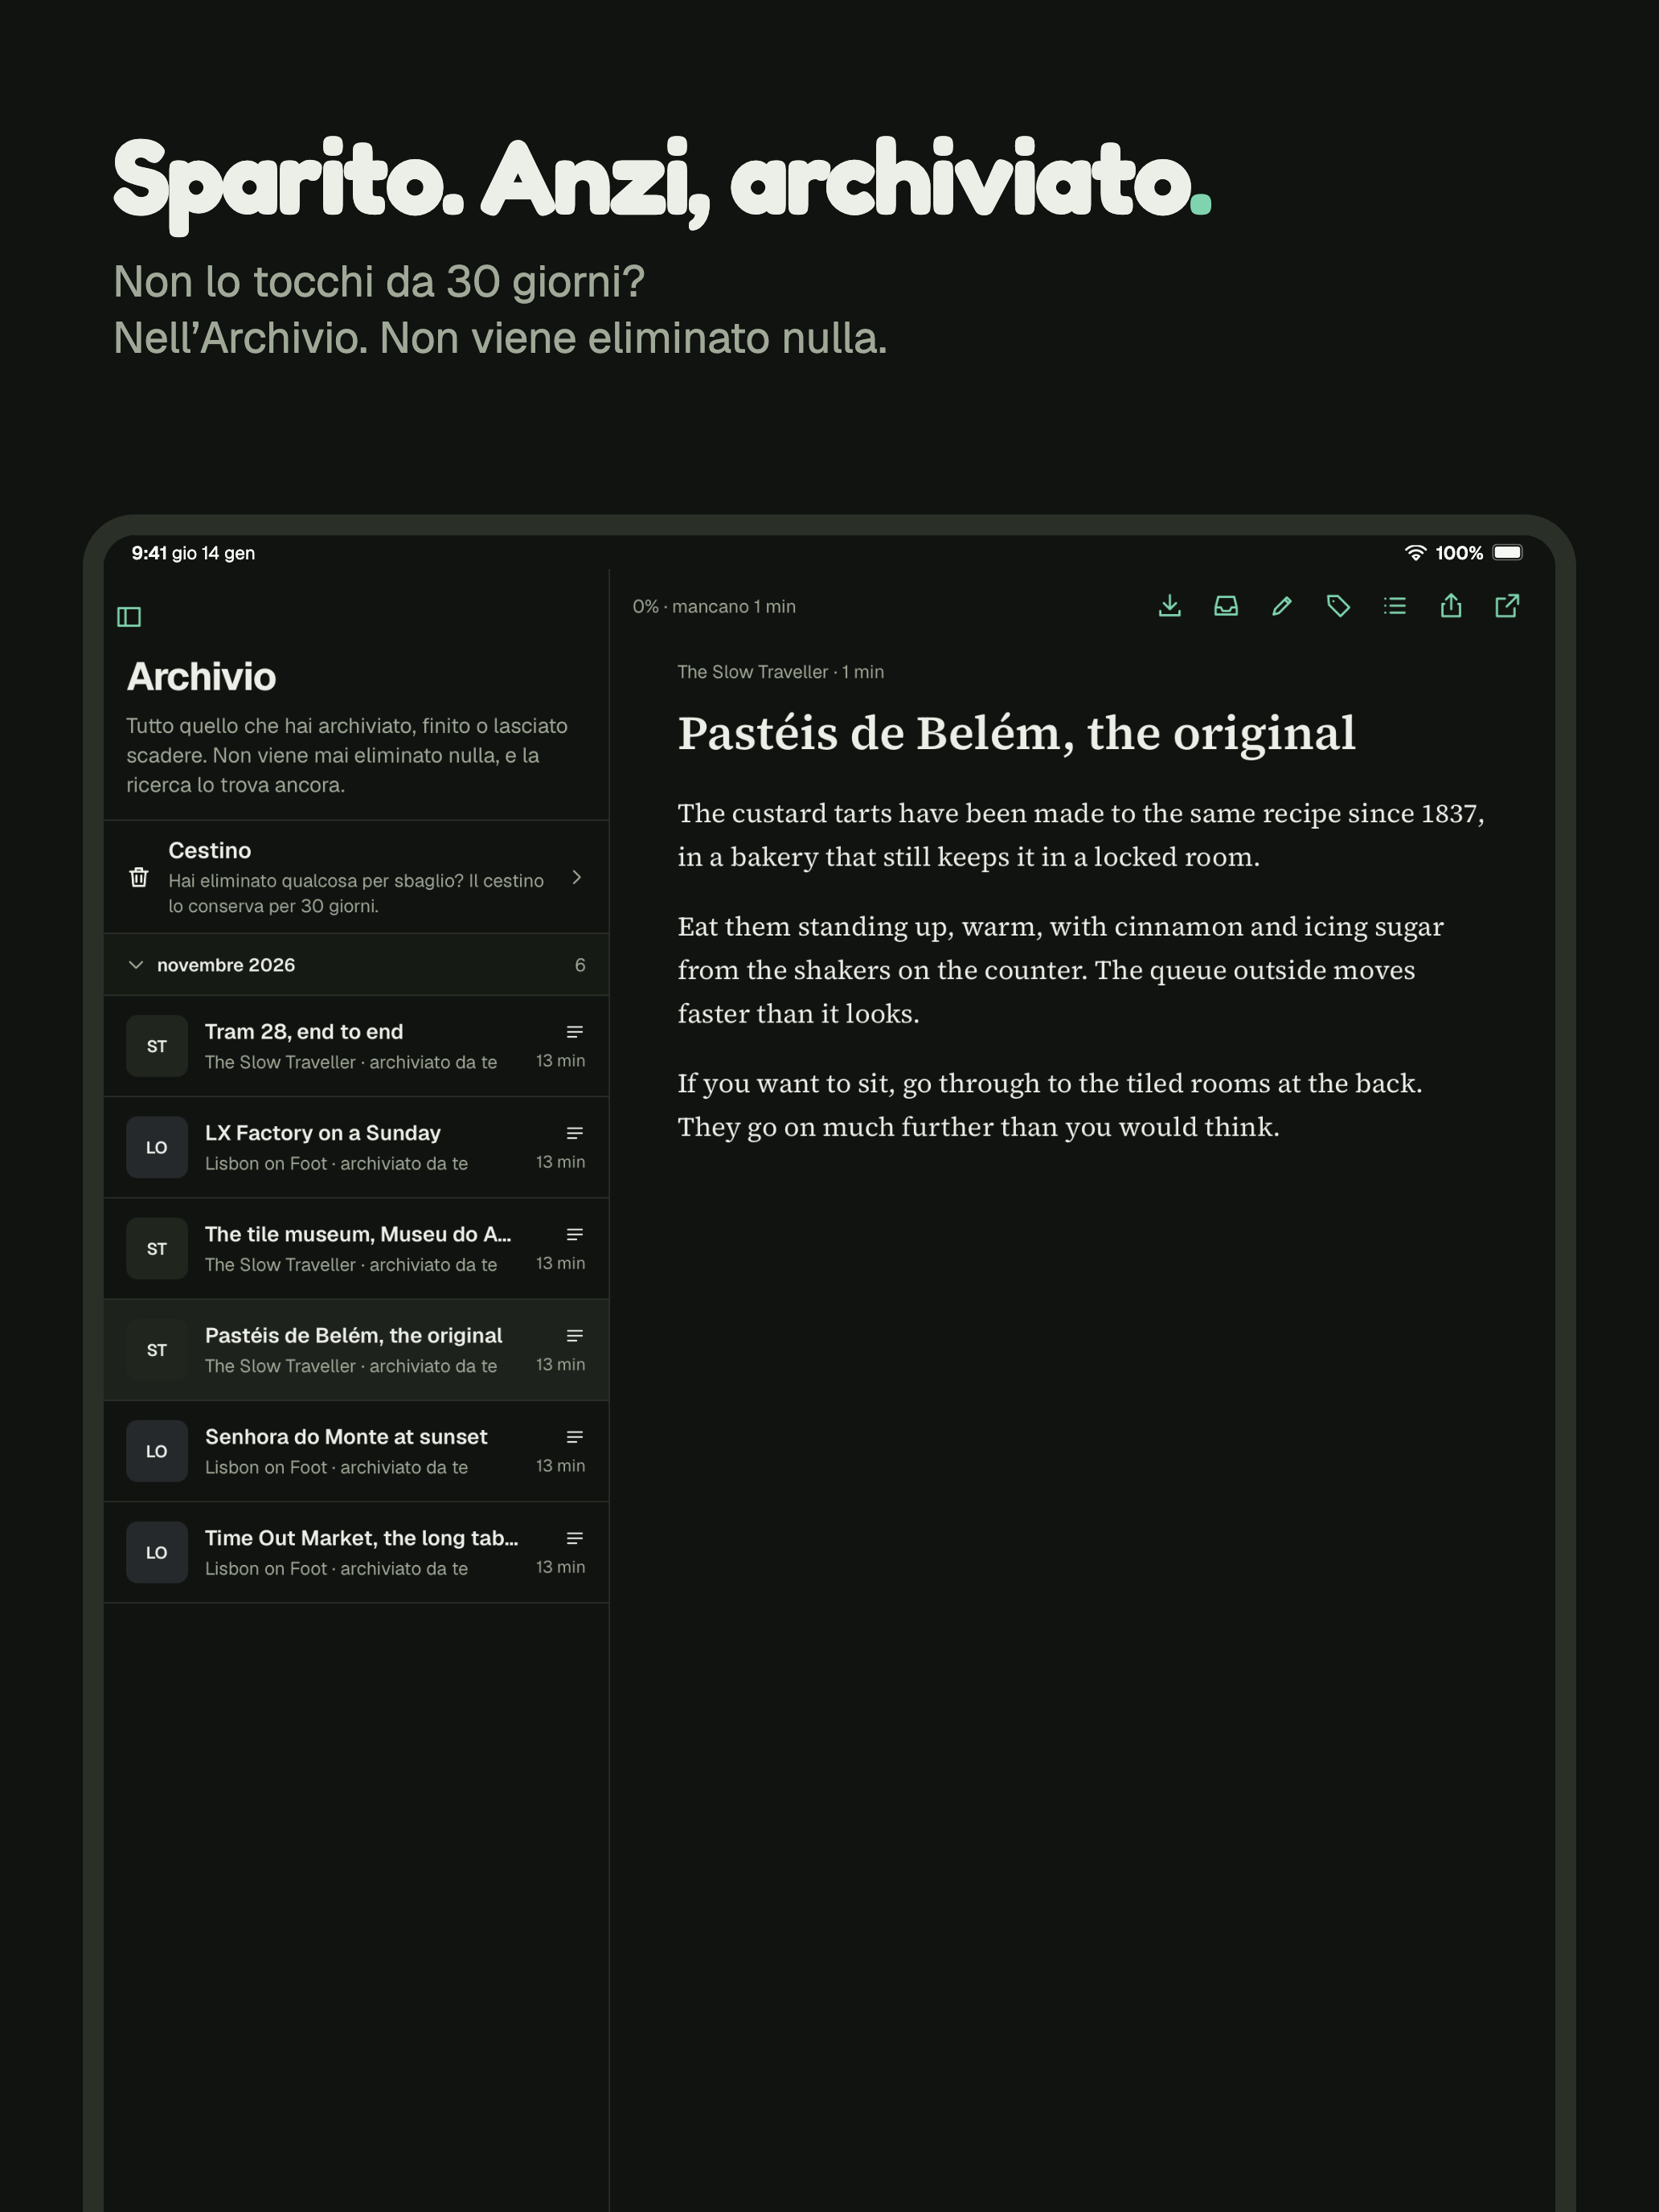 Sparito. Anzi, archiviato.
Non lo tocchi da 30 giorni?
Nell’Archivio. Non viene eliminato nulla.
9:41 gio 14 gen
100%
Archivio
Tutto quello che hai archiviato, finito o lasciato
scadere. Non viene mai eliminato nulla, e la
ricerca lo trova ancora.
Cestino
Hai eliminato qualcosa per sbaglio? Il cestino
lo conserva per 30 giorni.
novembre 2026 6
ST
Tram 28, end to end
The Slow Traveller · archiviato da te 13 min
LO
LX Factory on a Sunday
Lisbon on Foot · archiviato da te 13 min
ST
The tile museum, Museu do A...
The Slow Traveller · archiviato da te 13 min
ST
Pastéis de Belém, the original
The Slow Traveller · archiviato da te 13 min
LO
Senhora do Monte at sunset
Lisbon on Foot · archiviato da te 13 min
LO
Time Out Market, the long tab...
Lisbon on Foot · archiviato da te 13 min
0% · mancano 1 min
The Slow Traveller · 1 min
Pastéis de Belém, the original
The custard tarts have been made to the same recipe since 1837,
in a bakery that still keeps it in a locked room.
Eat them standing up, warm, with cinnamon and icing sugar
from the shakers on the counter. The queue outside moves
faster than it looks.
If you want to sit, go through to the tiled rooms at the back.
They go on much further than you would think.